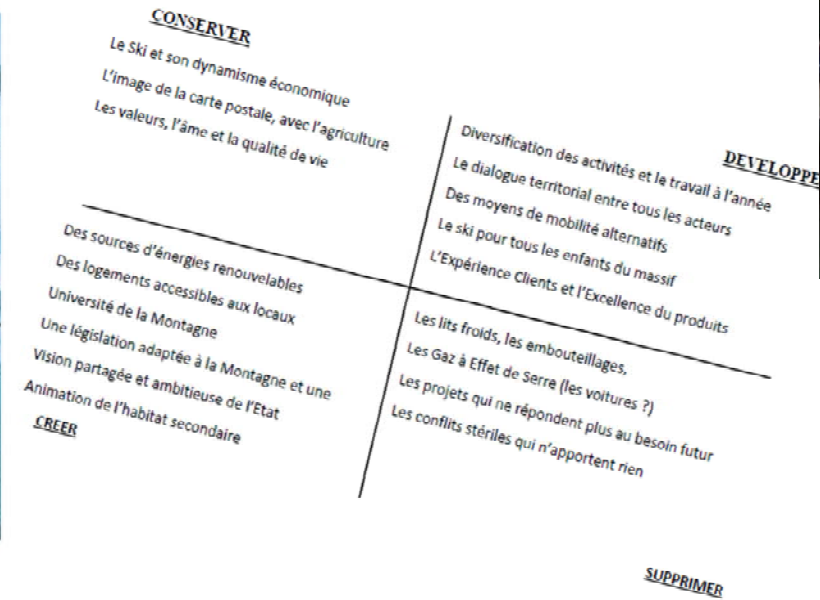 CONSERVER
Le Ski et son dynamisme économique
L'image de la carte postale, avec l'agriculture
Les valeurs, l'âme et la qualité de vie
DEVELOPPE
Diversification des activités et le travail à l'année
Le dialogue territorial entre tous les acteurs
Des moyens de mobilité alternatifs
Le ski pour tous les enfants du massif
L'Expérience Clients et l'Excellence du produits
Des sources d'énergies renouvelables
Des logements accessibles aux locaux
Université de la Montagne
Une législation adaptée à la Montagne et une
Vision partagée et ambitieuse de l'Etat
Animation de l'habitat secondaire
CREER
Les lits froids, les embouteillages,
Les Gaz à Effet de Serre (les voitures ?)
Les projets qui ne répondent plus au besoin futur
Les conflits stériles qui n'apportent rien
SUPPRIMER